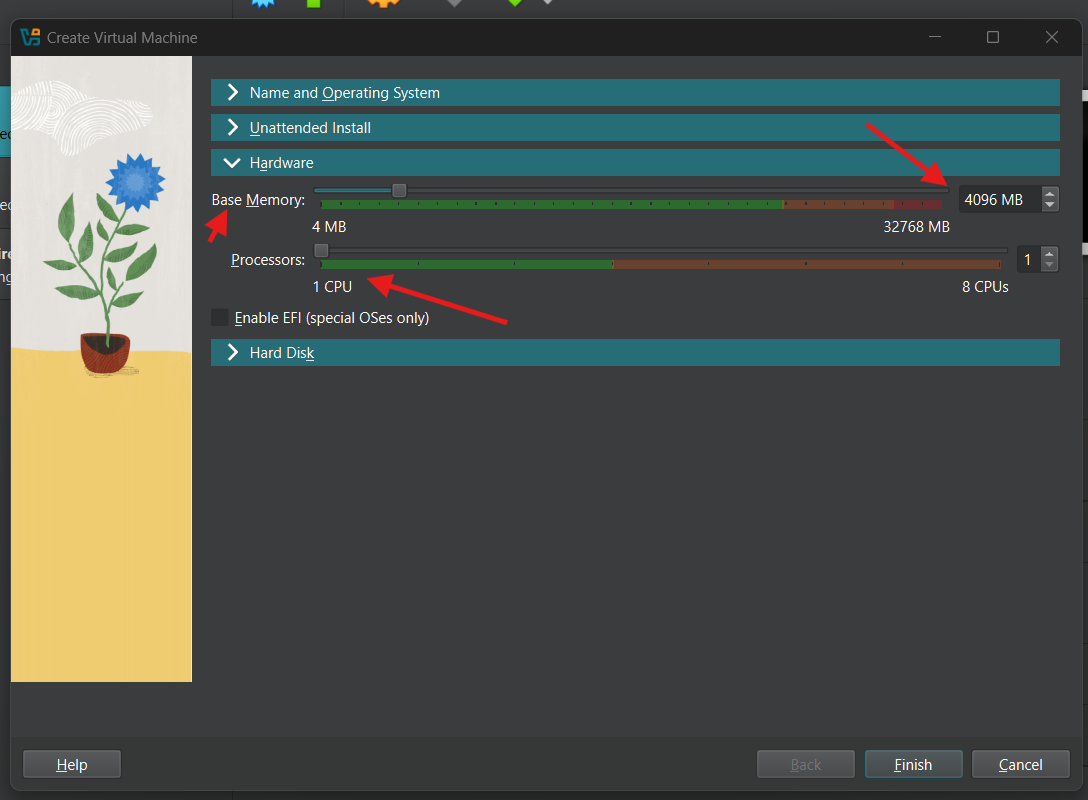 Create Virtual Machine
Name and Operating System
Unattended Install
Hardware
Base Memory:
4096 MB
4 MB
32768 MB
Processors:
1
1 CPU
8 CPUs
Enable EFI (special OSes only)
Hard Disk
Help
Back
Finish
Cancel